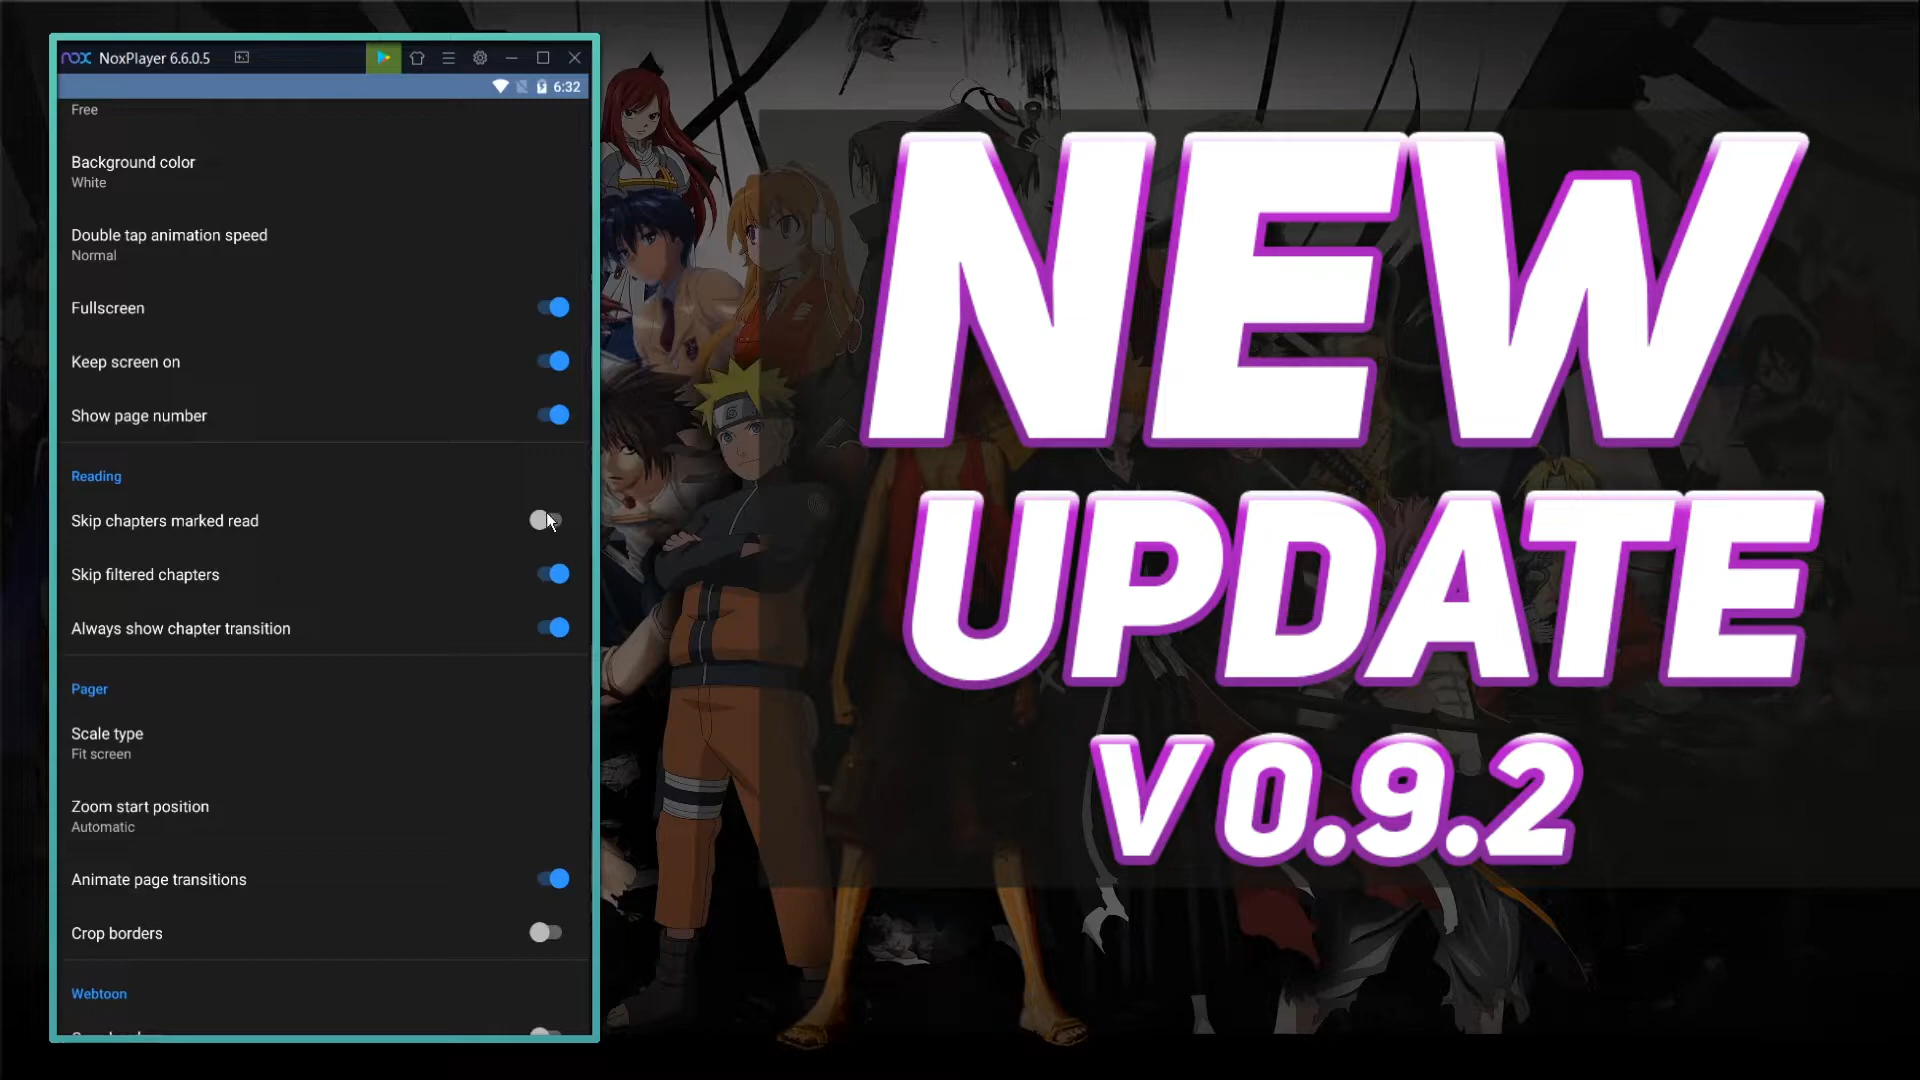 nox NoxPlayer 6.6.0.5
6:32
Free
Background color
White
Double tap animation speed
Normal
Fullscreen
Keep screen on
Show page number
Reading
Skip chapters marked read
Skip filtered chapters
Always show chapter transition
Pager
Scale type
Fit screen
Zoom start position
Automatic
Animate page transitions
Crop borders
Webtoon
NEW
UPDATE
V 0.9.2